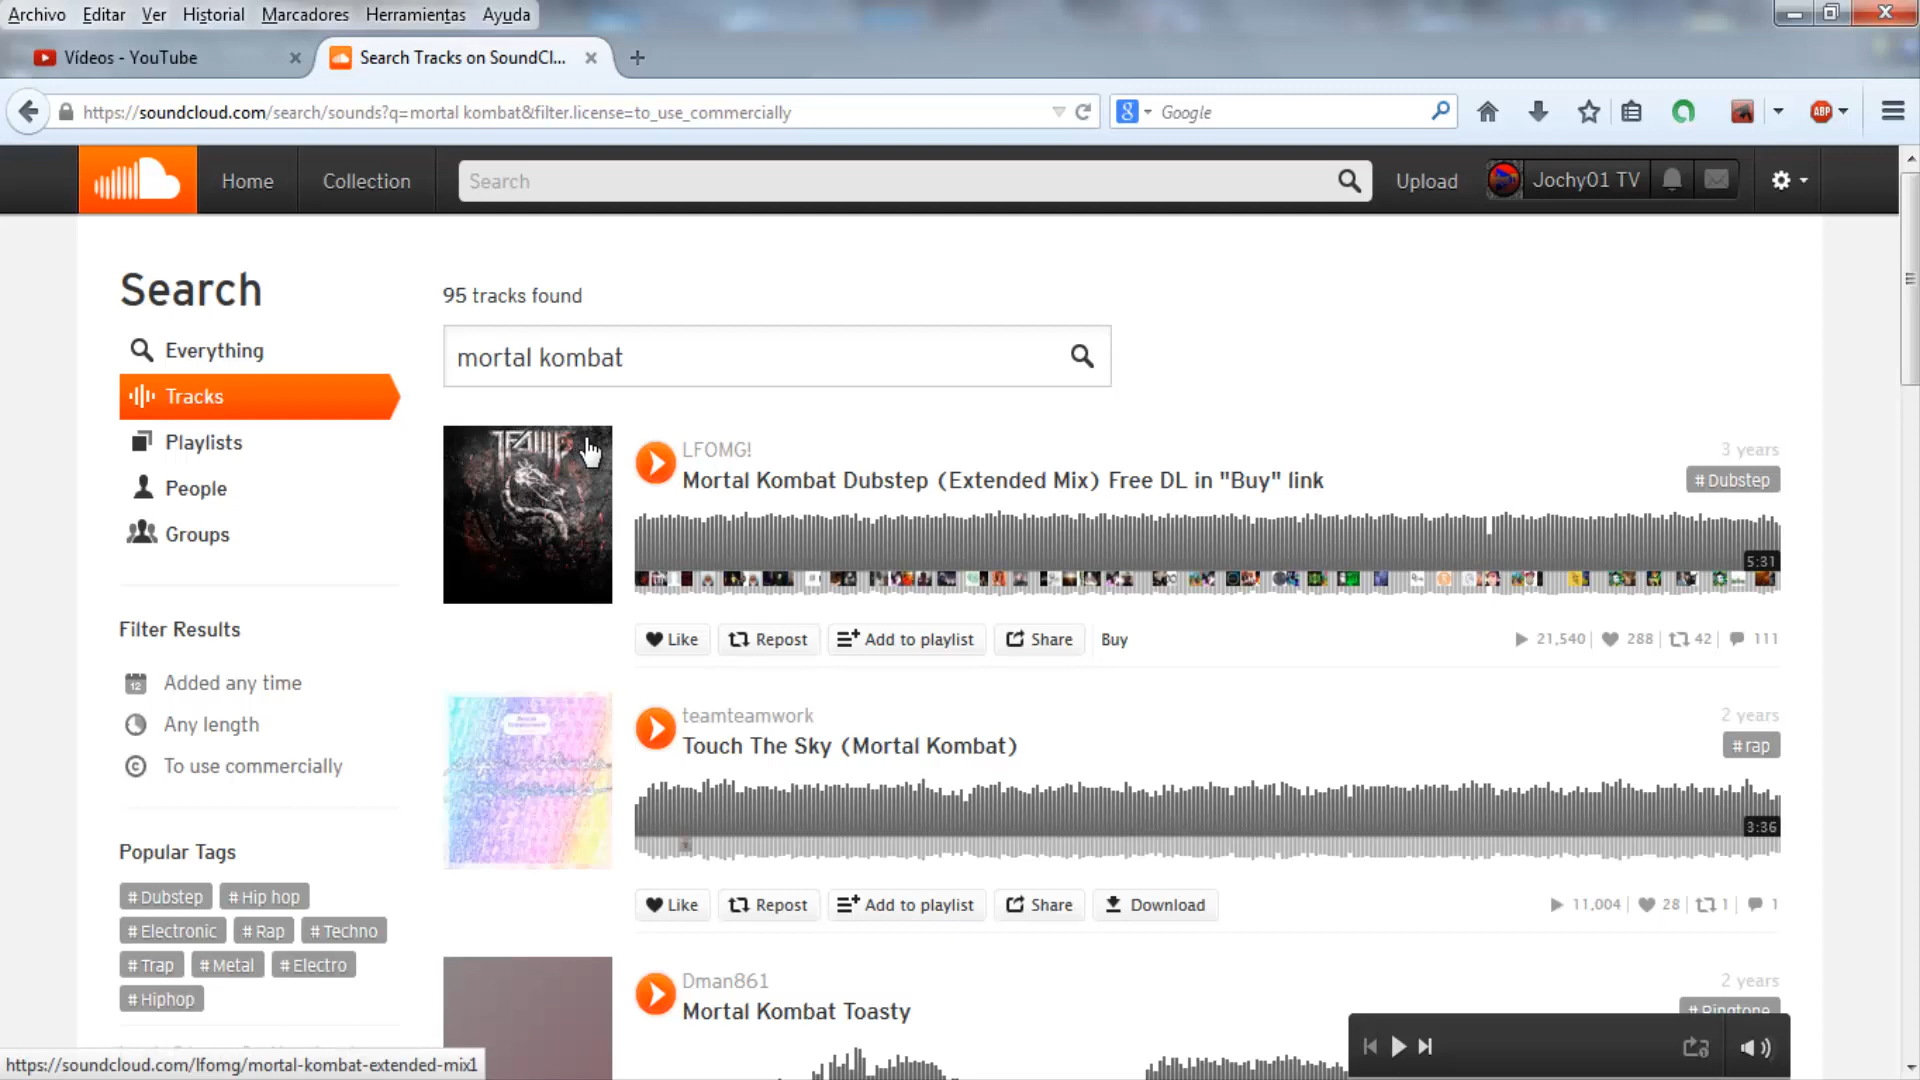 Archivo Editar Ver Historial Marcadores Herramientas Ayuda
Vídeos - YouTube
Search Tracks on SoundCl...
https://soundcloud.com/search/sounds?q=mortal kombat&filter.license=to_use_commercially
Google
ABP
Home
Collection
Search
Upload
Jochy01 TV
Search
Everything
Tracks
Playlists
People
Groups
Filter Results
12
Added any time
Any length
To use commercially
Popular Tags
# Dubstep # Hip hop
# Electronic # Rap # Techno
# Trap # Metal # Electro
# Hiphop
95 tracks found
mortal kombat
LFOMG!
3 years
Mortal Kombat Dubstep (Extended Mix) Free DL in "Buy" link
# Dubstep
5:31
Like Repost Add to playlist Share Buy
21,540 288 42 111
teamteamwork
2 years
Touch The Sky (Mortal Kombat)
# rap
3:36
Like Repost Add to playlist Share Download
11,004 28 1 1
Dman861
2 years
Mortal Kombat Toasty
# Ringtone
https://soundcloud.com/lfomg/mortal-kombat-extended-mix1